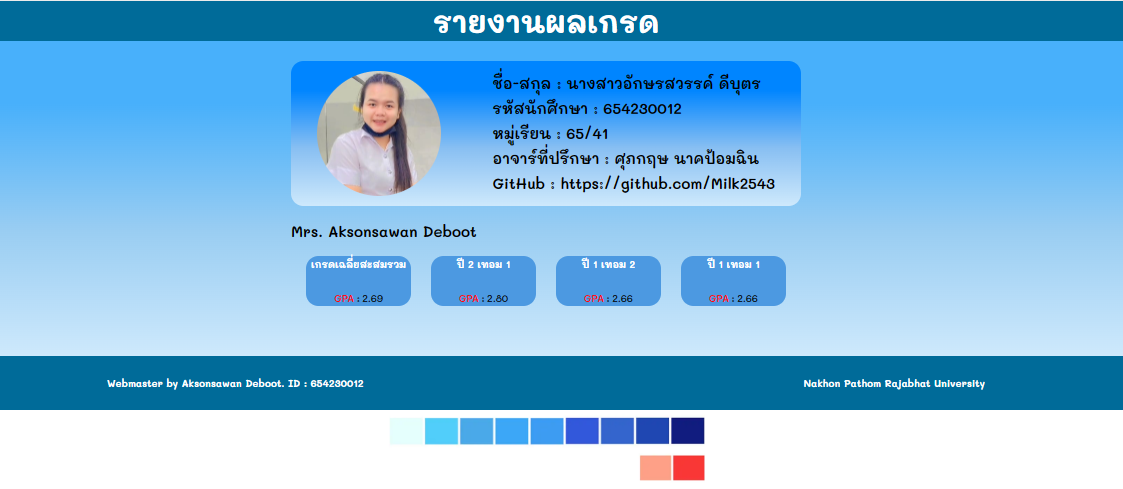 รายงานผลเกรด
ชื่อ-สกุล : นางสาวอักษรสวรรค์ ดีบุตร
รหัสนักศึกษา : 654230012
หมู่เรียน : 65/41
อาจาร์ที่ปรึกษา : ศุภกฤษ นาคป้อมฉิน
GitHub : https://github.com/Milk2543
Mrs. Aksonsawan Deboot
เกรดเฉลี่ยสะสมรวม
GPA : 2.69
ปี 2 เทอม 1
GPA : 2.80
ปี 1 เทอม 2
GPA : 2.66
ปี 1 เทอม 1
GPA : 2.66
Webmaster by Aksonsawan Deboot. ID : 654230012
Nakhon Pathom Rajabhat University